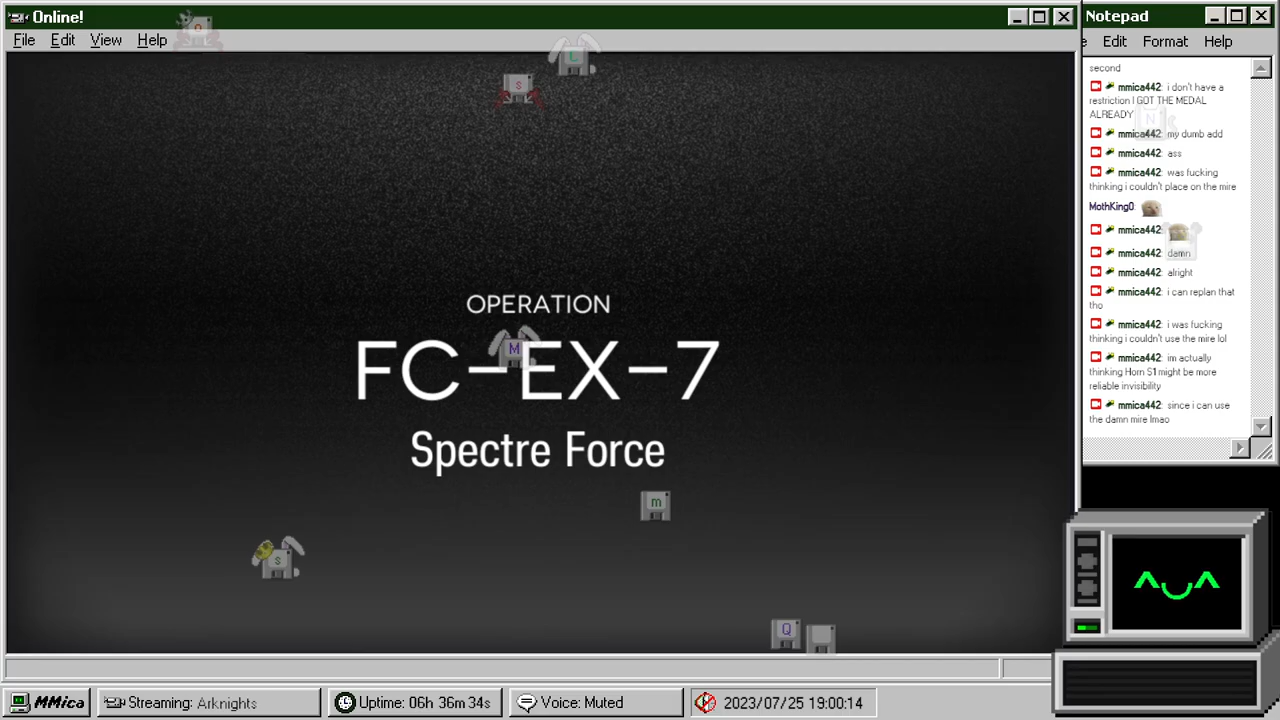 Online!
File Edit View Help
OPERATION
FC-EX-7
Spectre Force
o
L
S
M
m
S
Q
N
Notepad
Edit Format Help
second
mmica442: i don't have a
restriction I GOT THE MEDAL
ALREADY
mmica442: my dumb add
mmica442: ass
mmica442: was fucking
thinking i couldn't place on the mire
MothKing0:
mmica442:
mmica442: damn
mmica442: alright
mmica442: i can replan that
tho
mmica442: i was fucking
thinking i couldn't use the mire lol
mmica442: im actually
thinking Horn S1 might be more
reliable invisibility
mmica442: since i can use
the damn mire lmao
MMica
Streaming: Arknights
Uptime: 06h 36m 34s
Voice: Muted
2023/07/25 19:00:14